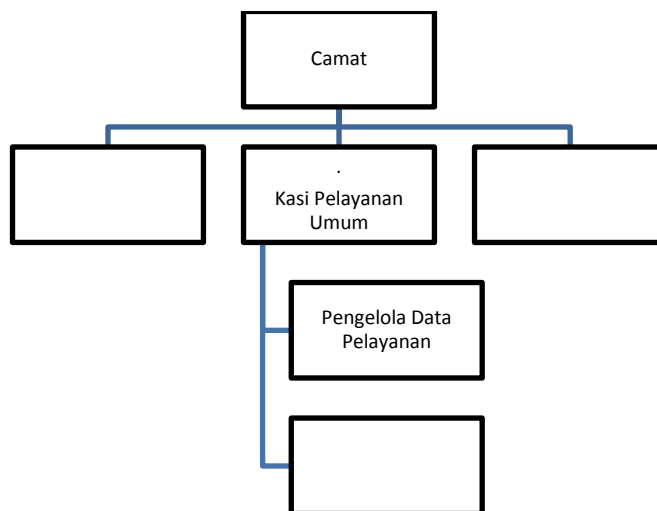 Camat
.
Kasi Pelayanan
Umum
Pengelola Data
Pelayanan